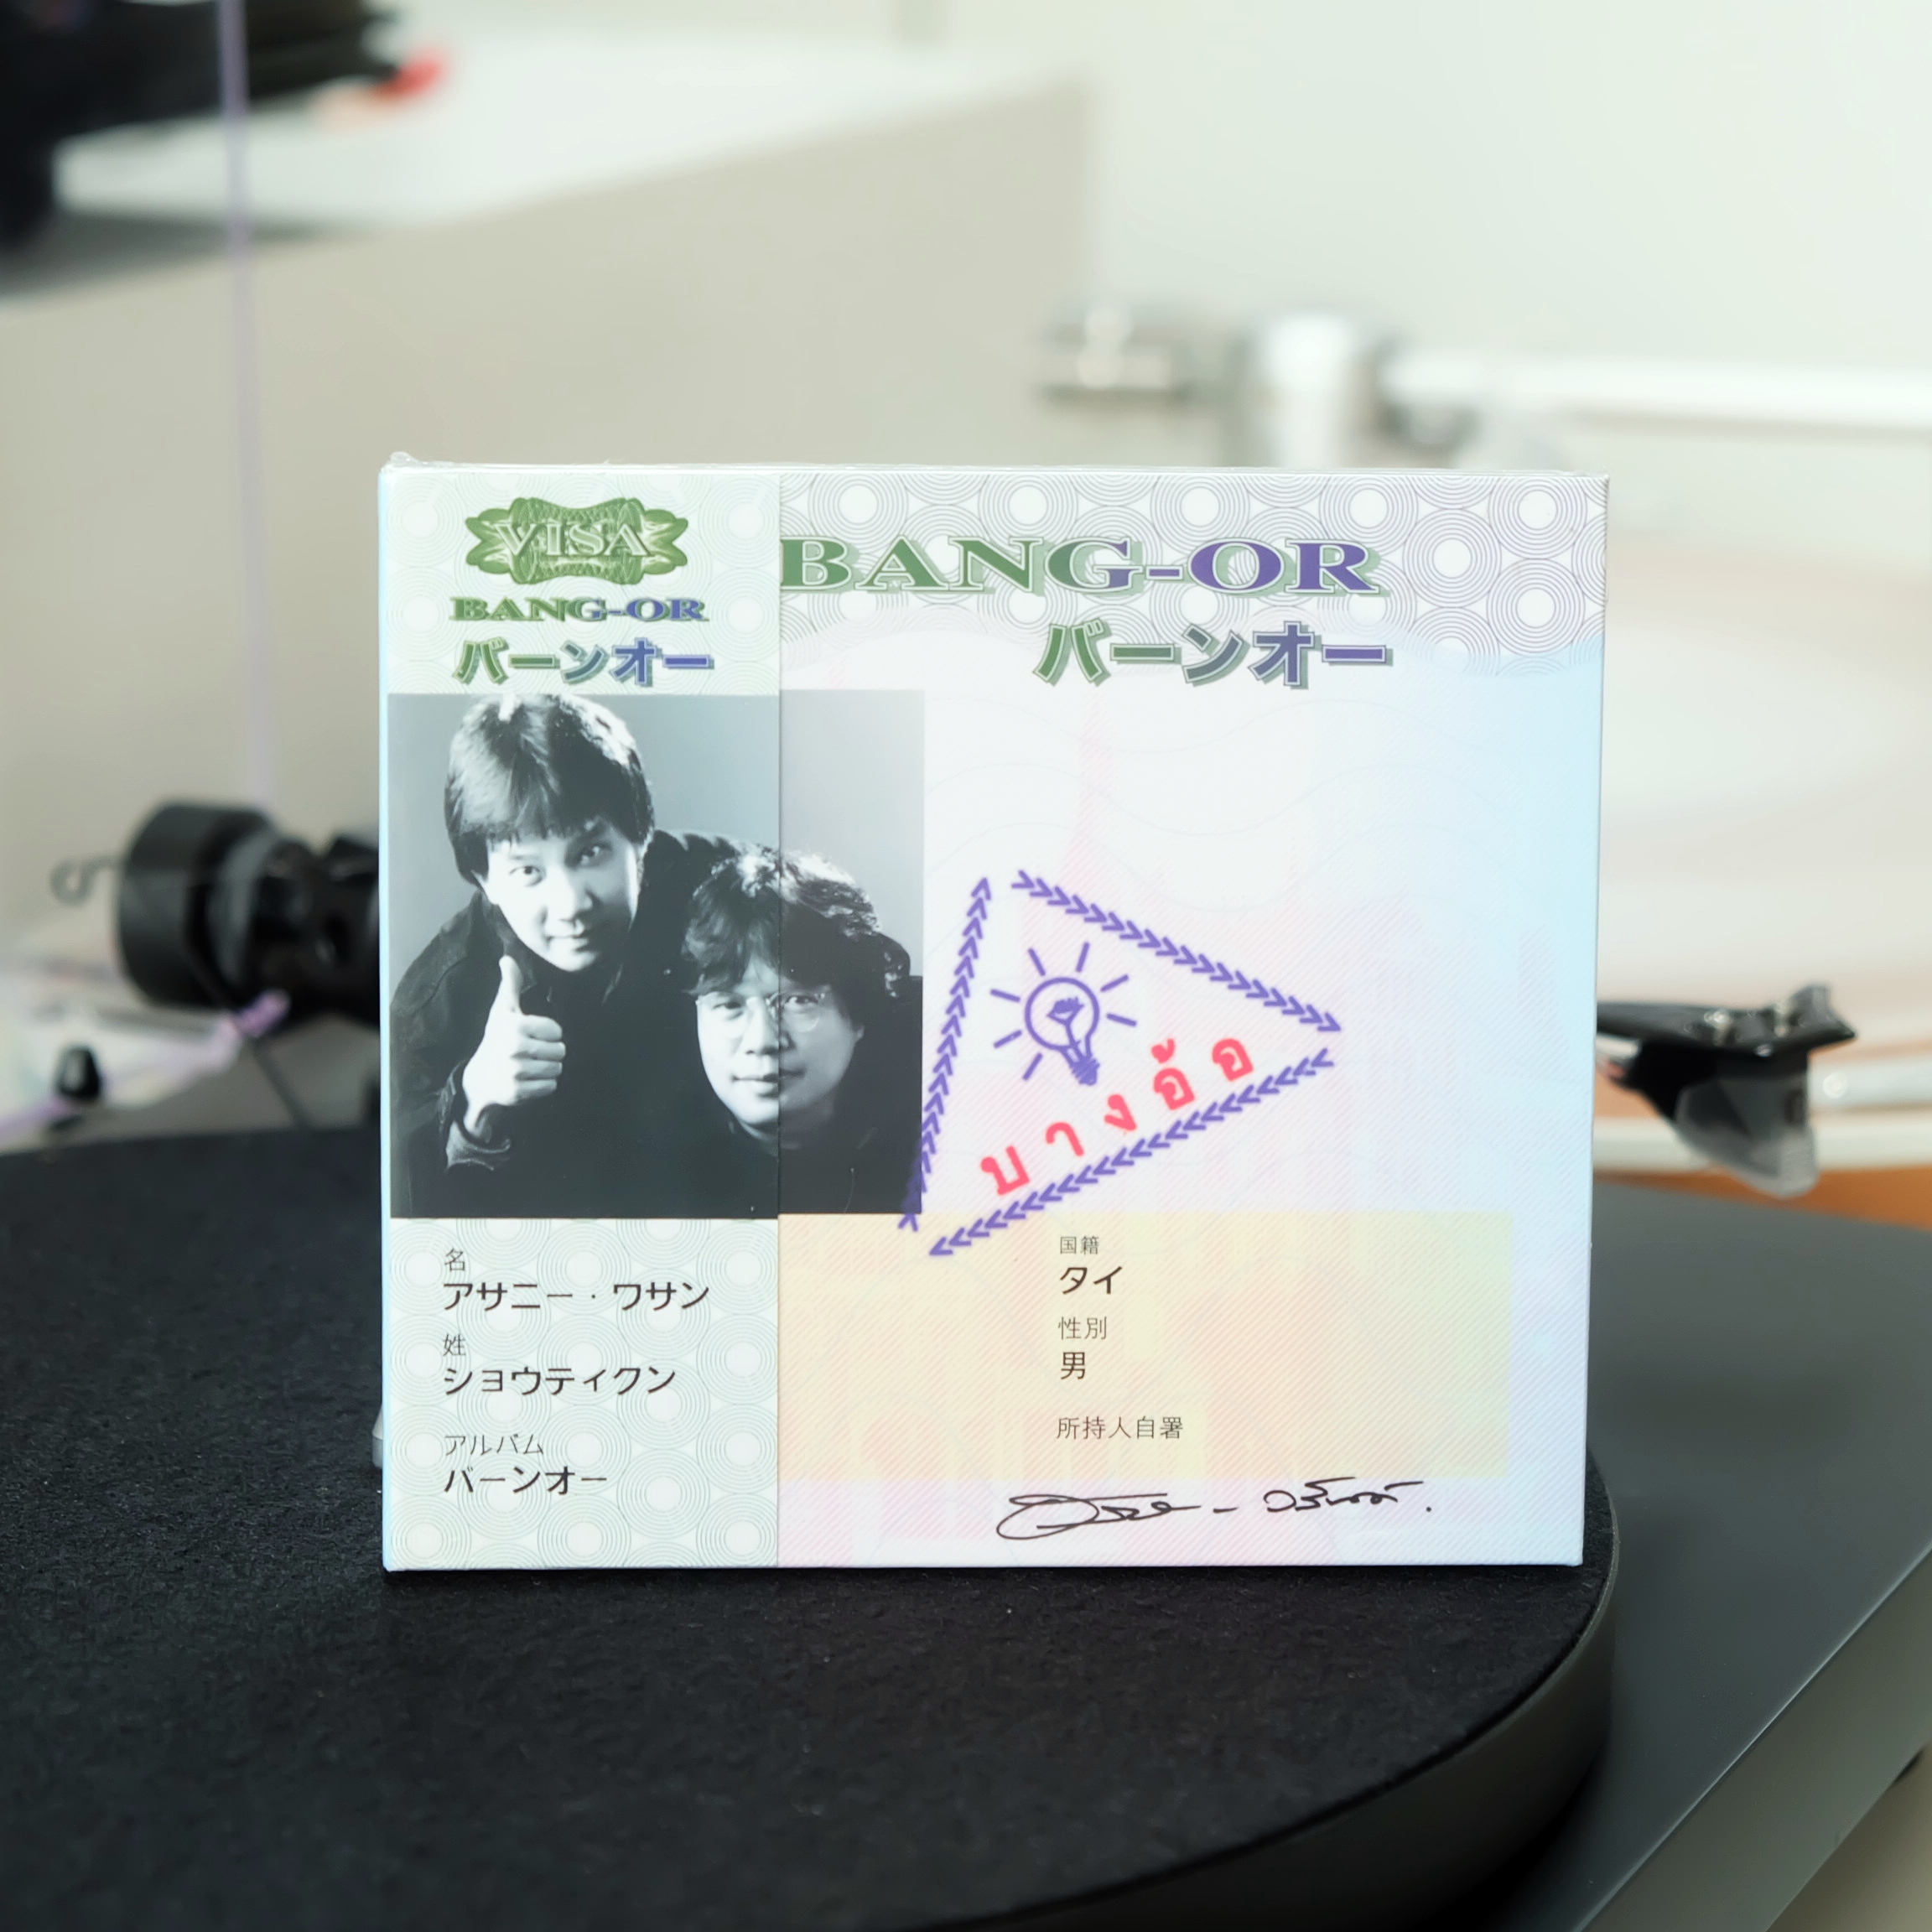 VISA
BANG-OR
バーンオー
名
アサニー・ワサン
姓
ショウティクン
アルバム
バーンオー
BANG-OR
バーンオー
บางอ้อ
国籍
タイ
性別
男
所持人自署